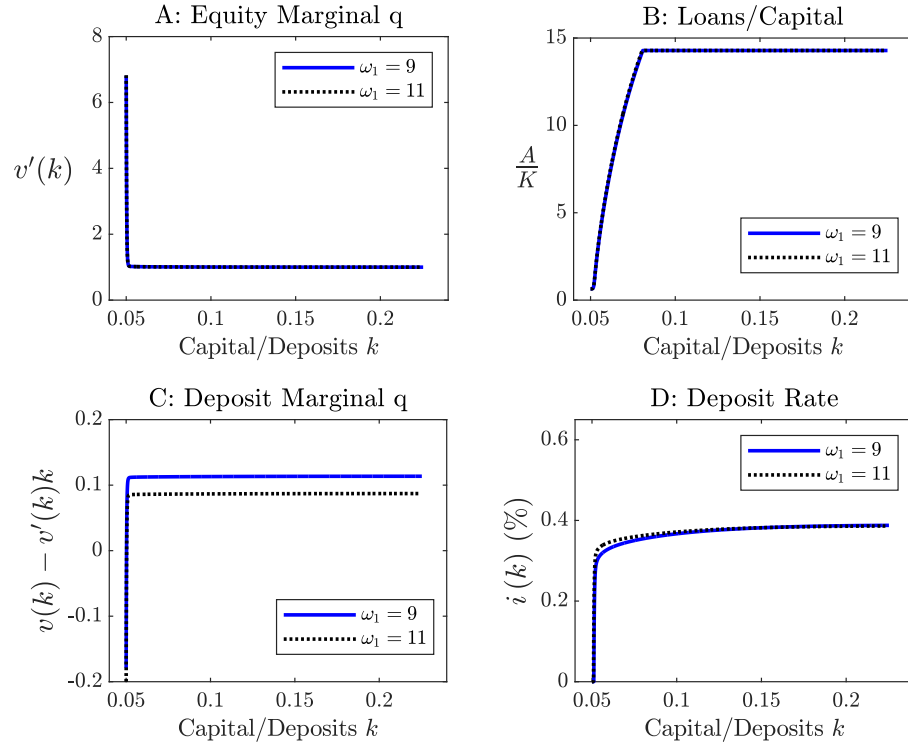 A: Equity Marginal q
8
6
4
2
0
v′(k)
0.05 0.1 0.15 0.2
Capital/Deposits k
ω₁ = 9
ω₁ = 11
B: Loans/Capital
15
10
5
0
A/K
0.05 0.1 0.15 0.2
Capital/Deposits k
ω₁ = 9
ω₁ = 11
C: Deposit Marginal q
0.2
0.1
0
-0.1
-0.2
v(k) − v′(k)k
0.05 0.1 0.15 0.2
Capital/Deposits k
ω₁ = 9
ω₁ = 11
D: Deposit Rate
0.6
0.4
0.2
0
i (k) (%)
0.05 0.1 0.15 0.2
Capital/Deposits k
ω₁ = 9
ω₁ = 11